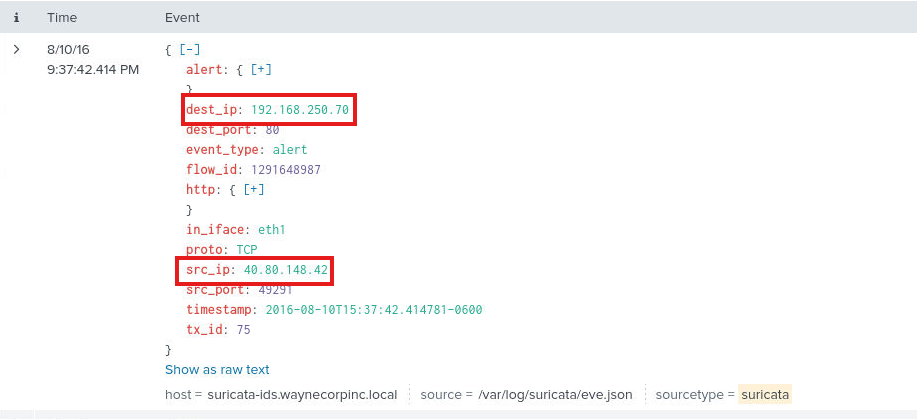 i Time Event
> 8/10/16 { [-]
9:37:42.414 PM alert: { [+]
}
dest_ip: 192.168.250.70
dest_port: 80
event_type: alert
flow_id: 1291648987
http: { [+]
}
in_iface: eth1
proto: TCP
src_ip: 40.80.148.42
src_port: 49291
timestamp: 2016-08-10T15:37:42.414781-0600
tx_id: 75
}
Show as raw text
host = suricata-ids.waynecorpinc.local source = /var/log/suricata/eve.json sourcetype = suricata